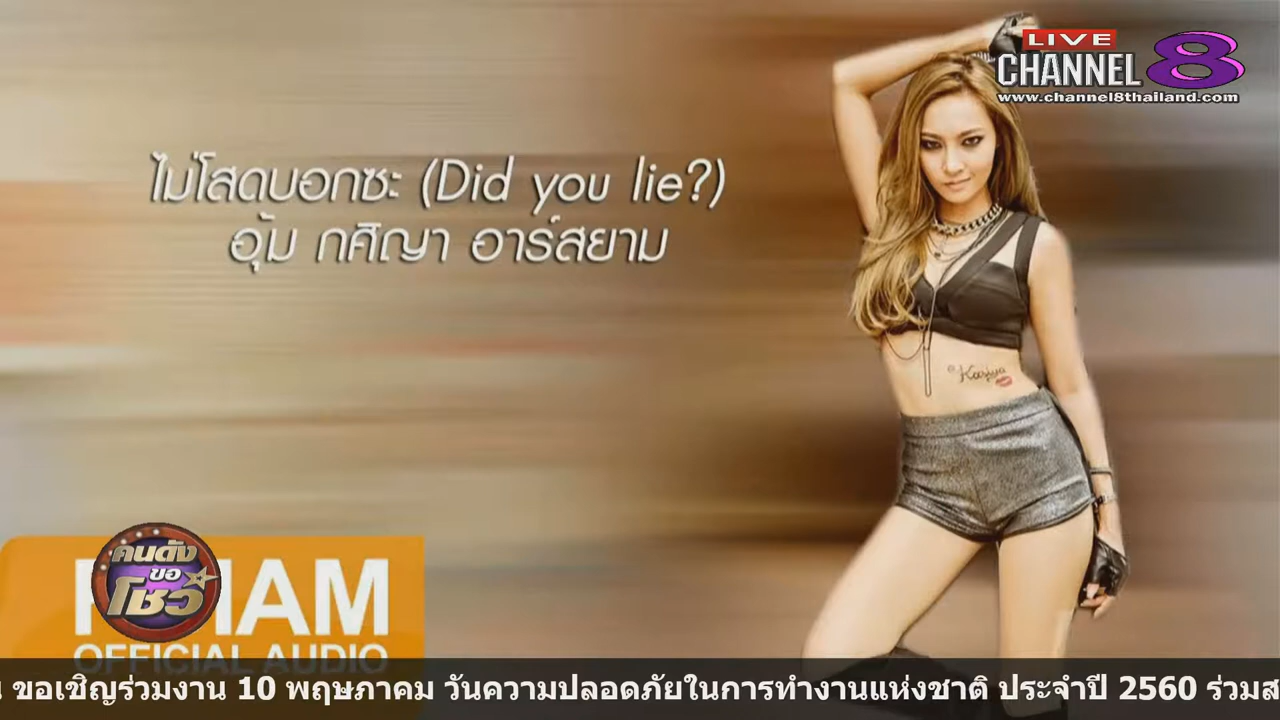 LIVE
CHANNEL 8
www.channel8thailand.com
ไม่โสดบอกซะ (Did you lie?)
อุ้ม กศิญา อาร์สยาม
Kasiya
คนดัง
ขอ
โชว์
IAM
OFFICIAL AUDIO
ขอเชิญร่วมงาน 10 พฤษภาคม วันความปลอดภัยในการทำงานแห่งชาติ ประจำปี 2560 ร่วมส